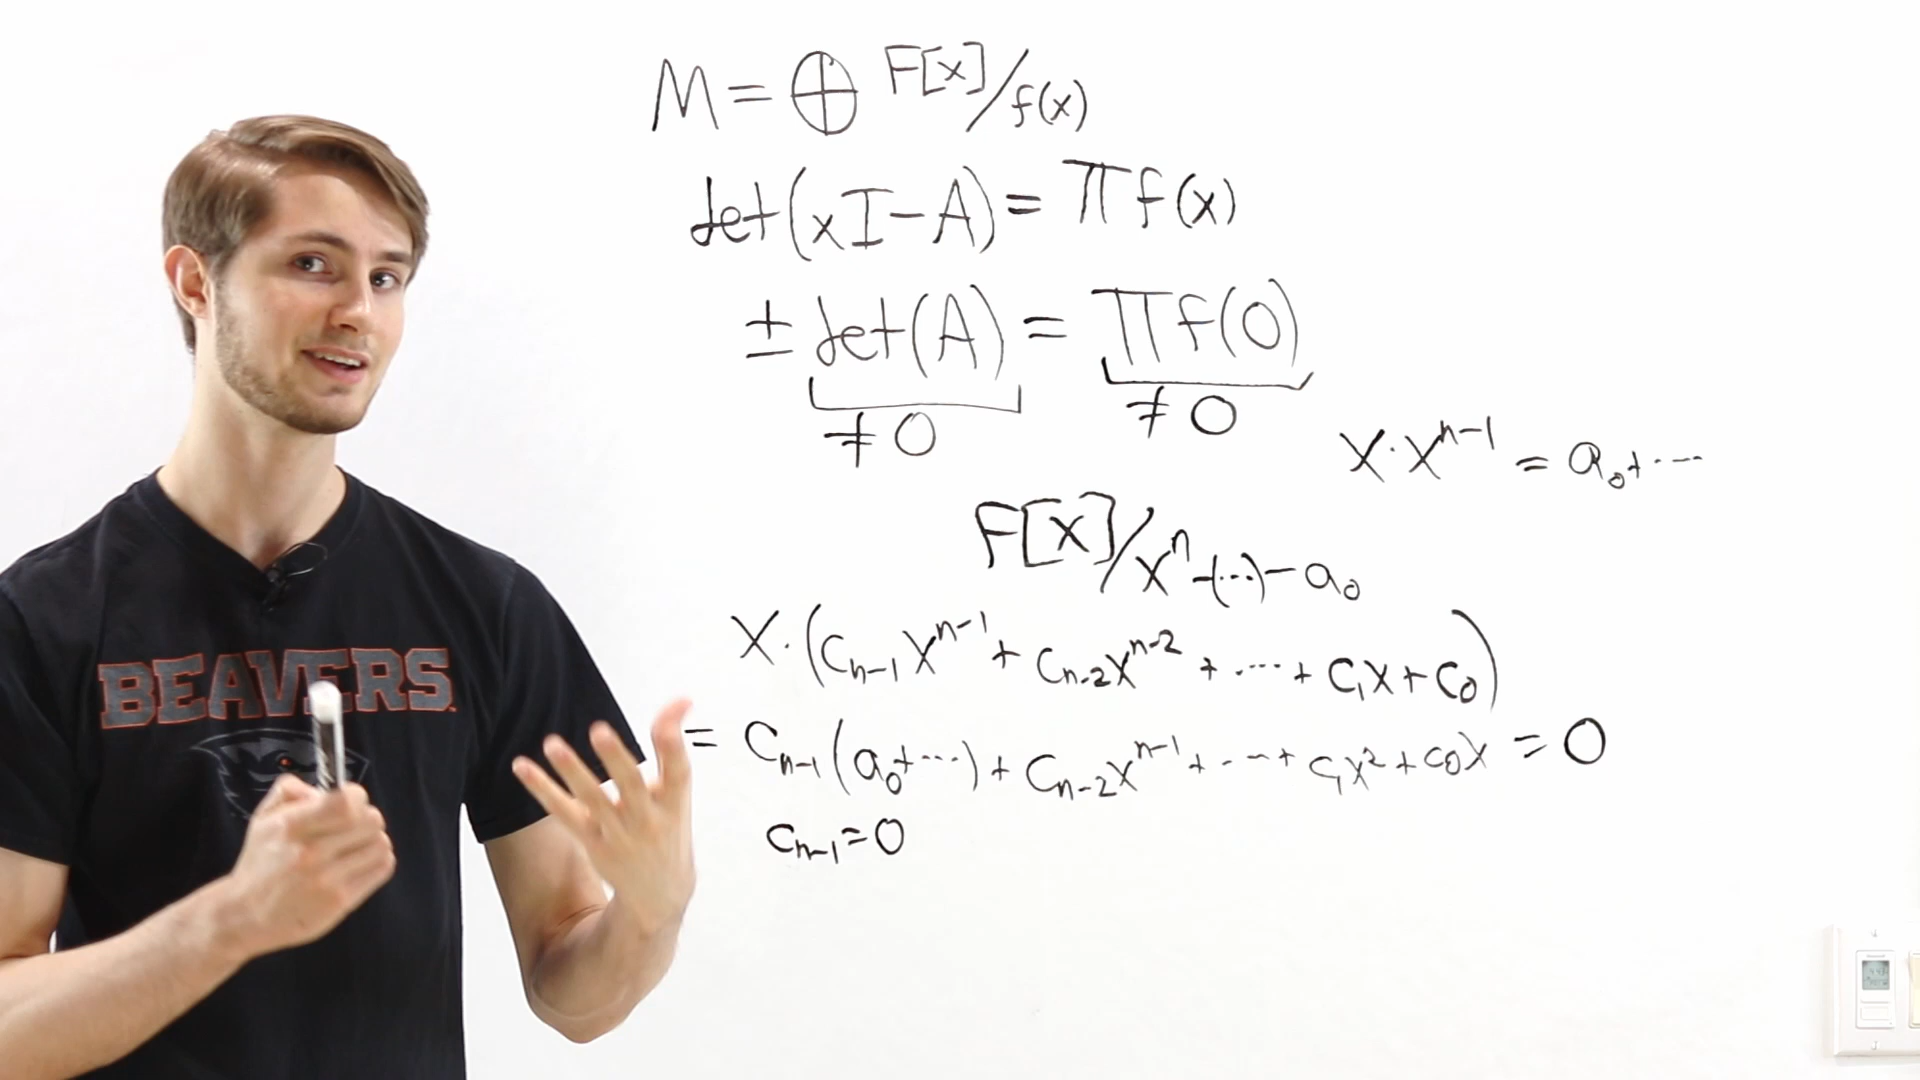 M = ⊕ F[x]/f(x)
det(xI-A) = Π f(x)
± det(A) = Π f(0)
≠ 0 ≠ 0
X·X^{n-1} = a_0 + ····
F[x]/x^n -(···) - a_0
X·(C_{n-1}X^{n-1} + C_{n-2}X^{n-2} + ···· + C_1X + C_0)
= C_{n-1}(a_0 + ···) + C_{n-2}X^{n-1} + ··· + C_1X^2 + C_0X = 0
C_{n-1} = 0
BEAVERS